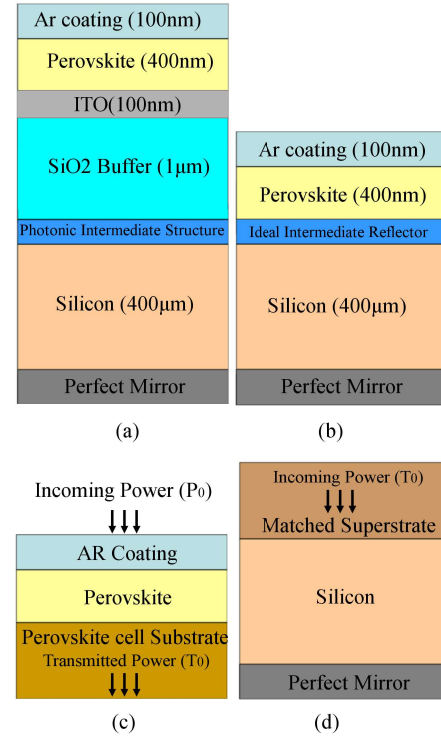 Ar coating (100nm)
Perovskite (400nm)
ITO(100nm)
SiO2 Buffer (1μm)
Photonic Intermediate Structure
Silicon (400μm)
Perfect Mirror
(a)
Ar coating (100nm)
Perovskite (400nm)
Ideal Intermediate Reflector
Silicon (400μm)
Perfect Mirror
(b)
Incoming Power (P0)
AR Coating
Perovskite
Perovskite cell Substrate
Transmitted Power (T0)
(c)
Incoming Power (T0)
Matched Superstrate
Silicon
Perfect Mirror
(d)